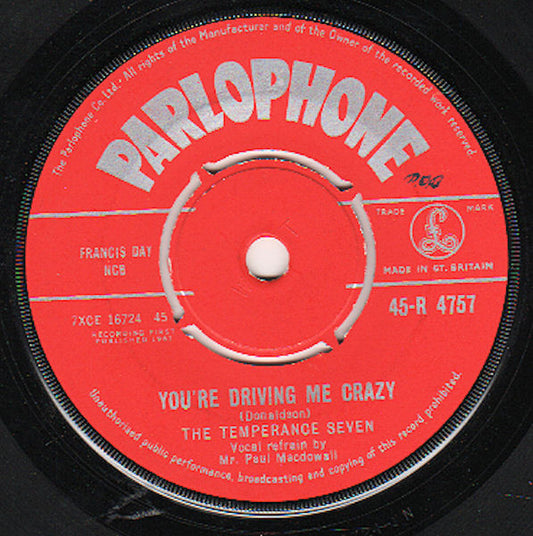 The Parlophone Co. Ltd. · All rights of the Manufacturer and of the Owner of the recorded work reserved.
PARLOPHONE
TRADE MARK
£
FRANCIS DAY
NCB
MADE IN GT. BRITAIN
45-R 4757
7XCE 16724 45
RECORDING FIRST
PUBLISHED 1961
YOU'RE DRIVING ME CRAZY
(Donaldson)
THE TEMPERANCE SEVEN
Vocal refrain by
Mr. Paul Macdowall
Unauthorised public performance, broadcasting and copying of this record prohibited.